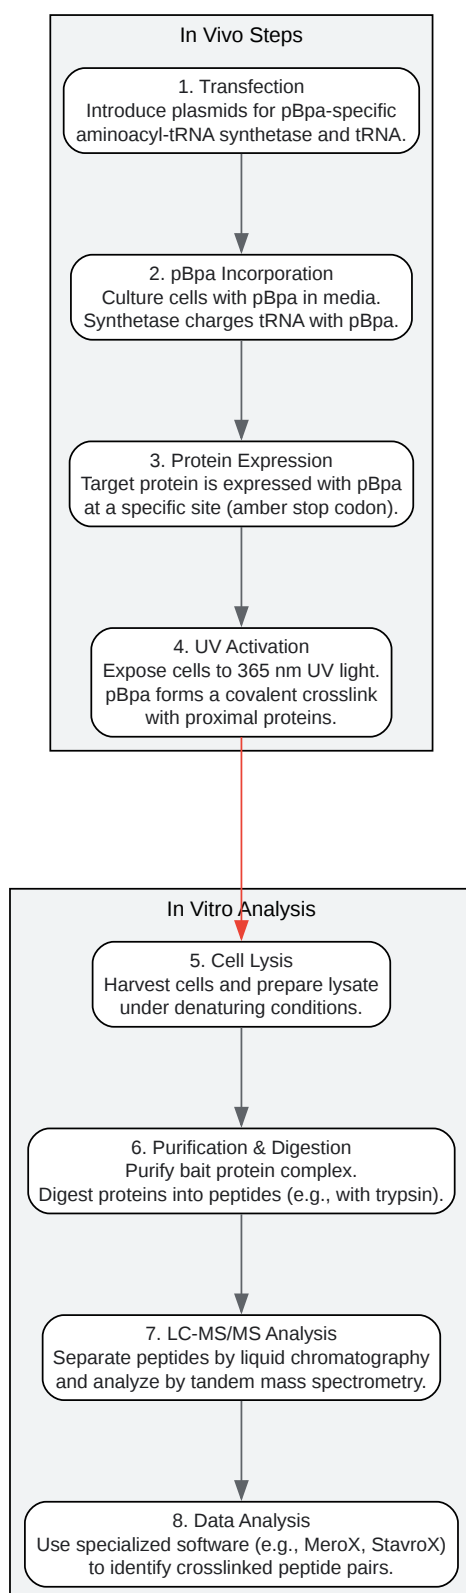 In Vivo Steps
1. Transfection
Introduce plasmids for pBpa-specific
aminoacyl-tRNA synthetase and tRNA.
2. pBpa Incorporation
Culture cells with pBpa in media.
Synthetase charges tRNA with pBpa.
3. Protein Expression
Target protein is expressed with pBpa
at a specific site (amber stop codon).
4. UV Activation
Expose cells to 365 nm UV light.
pBpa forms a covalent crosslink
with proximal proteins.
In Vitro Analysis
5. Cell Lysis
Harvest cells and prepare lysate
under denaturing conditions.
6. Purification & Digestion
Purify bait protein complex.
Digest proteins into peptides (e.g., with trypsin).
7. LC-MS/MS Analysis
Separate peptides by liquid chromatography
and analyze by tandem mass spectrometry.
8. Data Analysis
Use specialized software (e.g., MeroX, StavroX)
to identify crosslinked peptide pairs.